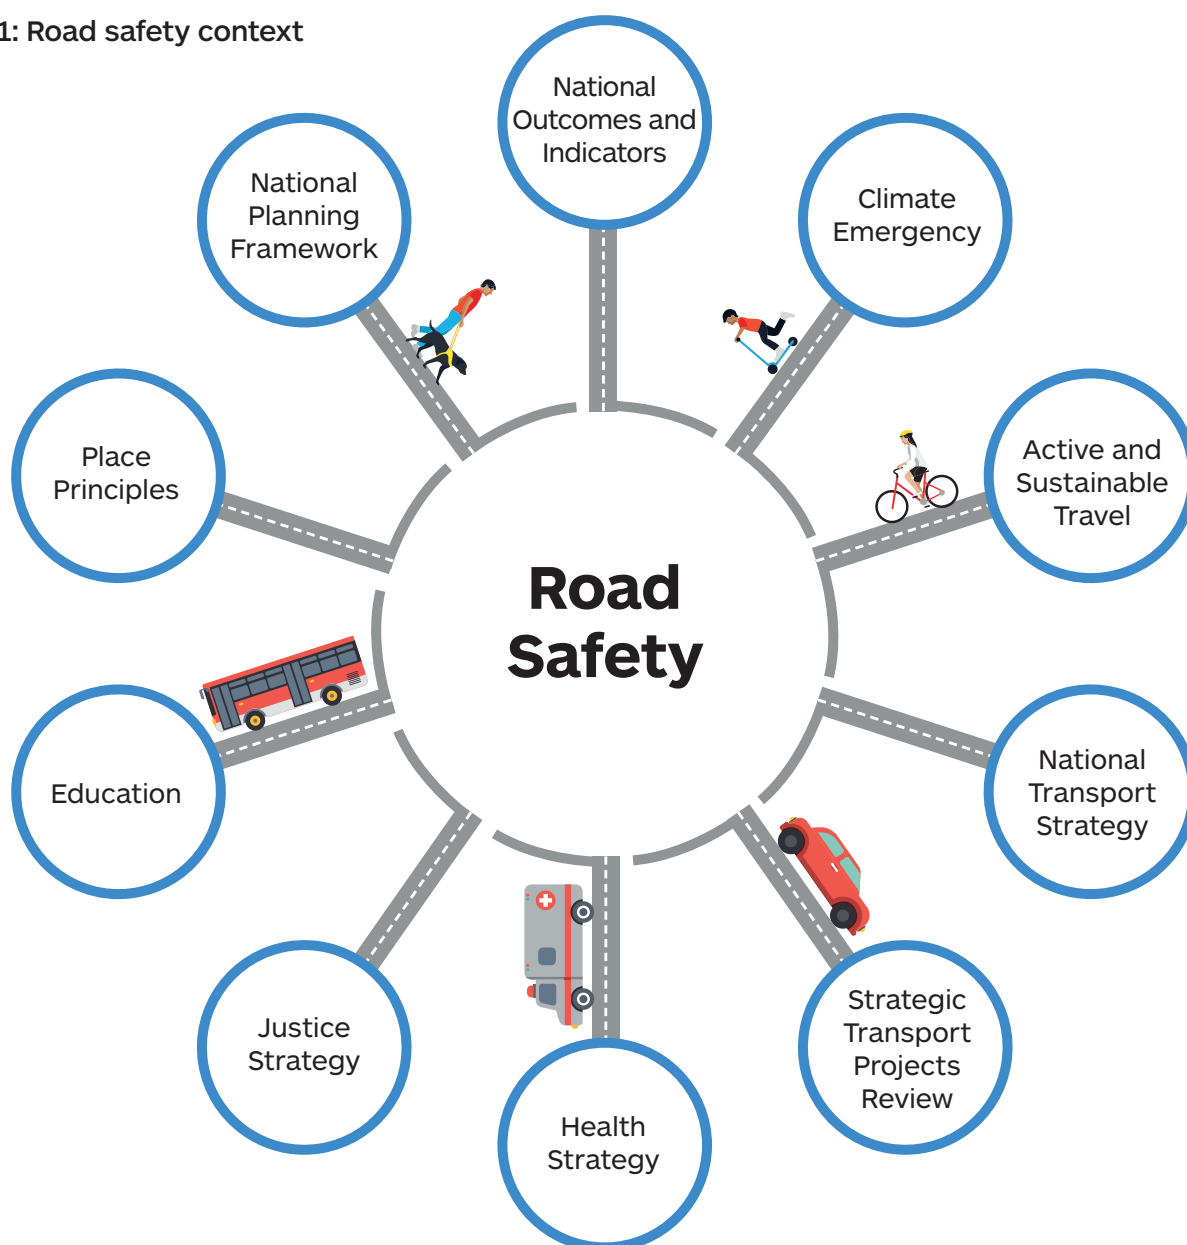 1: Road safety context
National
Outcomes and
Indicators
Climate
Emergency
Active and
Sustainable
Travel
National
Transport
Strategy
Strategic
Transport
Projects
Review
Health
Strategy
Justice
Strategy
Education
Place
Principles
National
Planning
Framework
Road
Safety